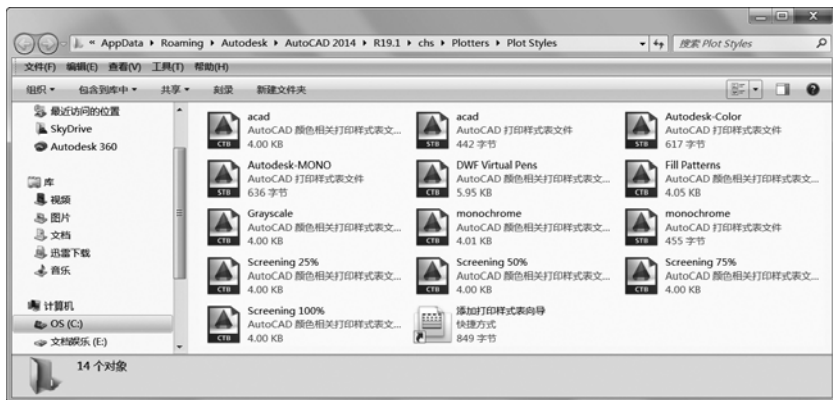 « AppData ▸ Roaming ▸ Autodesk ▸ AutoCAD 2014 ▸ R19.1 ▸ chs ▸ Plotters ▸ Plot Styles
搜索 Plot Styles
文件(F) 编辑(E) 查看(V) 工具(T) 帮助(H)
组织 包含到库中 共享 刻录 新建文件夹
最近访问的位置
SkyDrive
Autodesk 360
库
视频
图片
文档
迅雷下载
音乐
计算机
OS (C:)
文档娱乐 (E:)
acad
AutoCAD 颜色相关打印样式表文...
4.00 KB
CTB
acad
AutoCAD 打印样式表文件
442 字节
STB
Autodesk-Color
AutoCAD 打印样式表文件
617 字节
STB
Autodesk-MONO
AutoCAD 打印样式表文件
636 字节
STB
DWF Virtual Pens
AutoCAD 颜色相关打印样式表文...
5.95 KB
CTB
Fill Patterns
AutoCAD 颜色相关打印样式表文...
4.05 KB
CTB
Grayscale
AutoCAD 颜色相关打印样式表文...
4.00 KB
CTB
monochrome
AutoCAD 颜色相关打印样式表文...
4.01 KB
CTB
monochrome
AutoCAD 打印样式表文件
455 字节
STB
Screening 25%
AutoCAD 颜色相关打印样式表文...
4.00 KB
CTB
Screening 50%
AutoCAD 颜色相关打印样式表文...
4.00 KB
CTB
Screening 75%
AutoCAD 颜色相关打印样式表文...
4.00 KB
CTB
Screening 100%
AutoCAD 颜色相关打印样式表文...
4.00 KB
CTB
添加打印样式表向导
快捷方式
849 字节
14 个对象